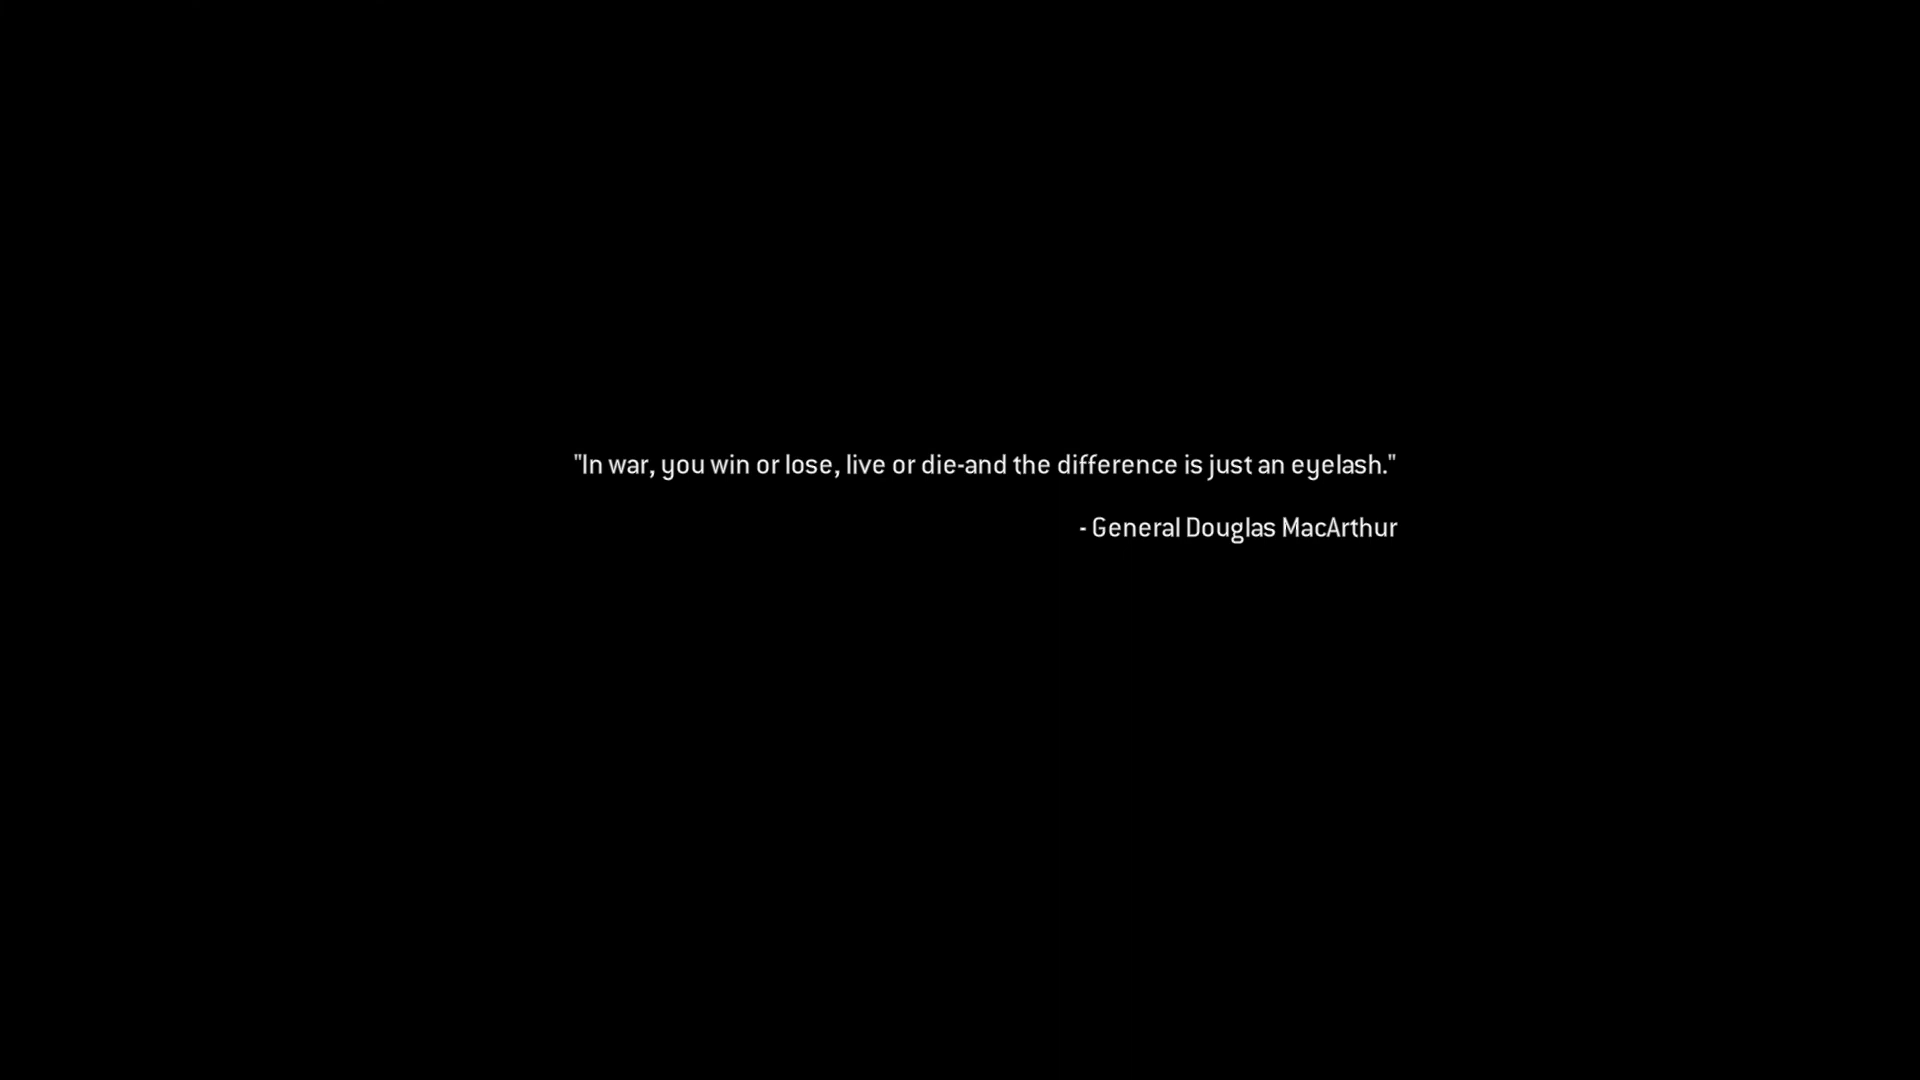 "In war, you win or lose, live or die-and the difference is just an eyelash."
- General Douglas MacArthur